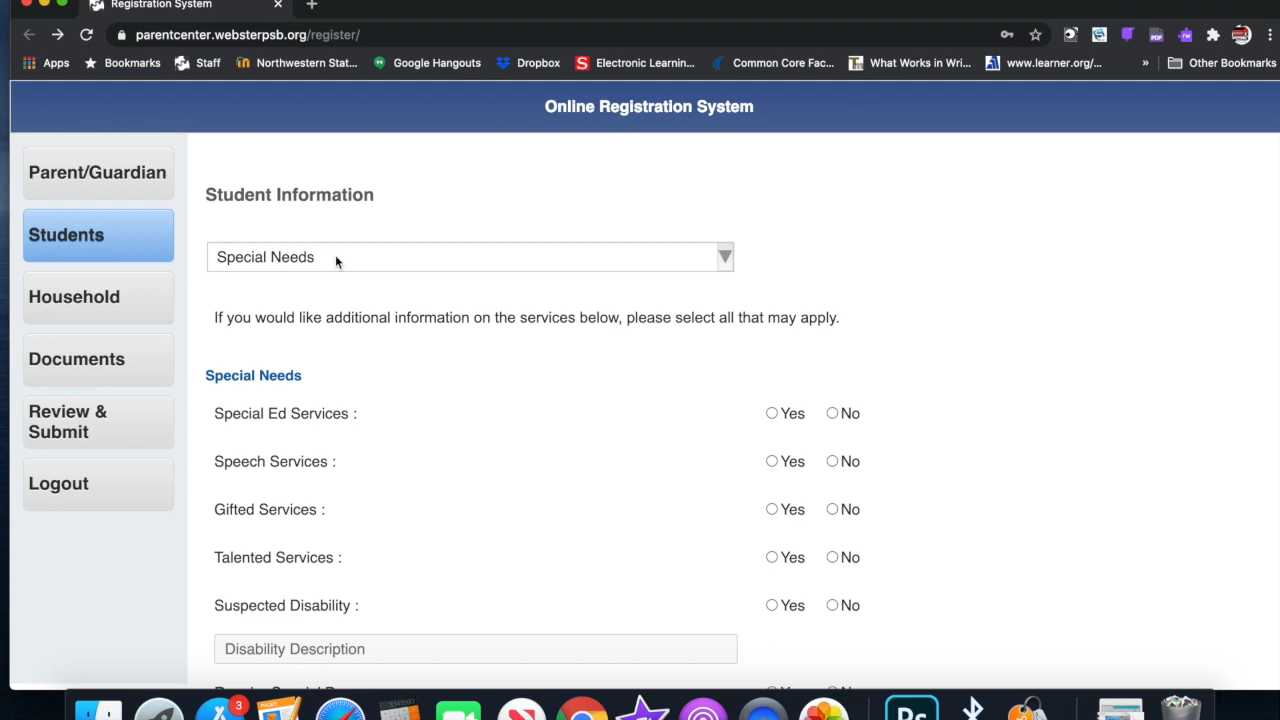 Registration System
parentcenter.websterpsb.org/register/
Apps Bookmarks Staff Northwestern Stat... Google Hangouts Dropbox Electronic Learnin... Common Core Fac... What Works in Wri... www.learner.org/... » Other Bookmarks
Online Registration System
Parent/Guardian
Students
Household
Documents
Review &
Submit
Logout
Student Information
Special Needs
If you would like additional information on the services below, please select all that may apply.
Special Needs
Special Ed Services : Yes No
Speech Services : Yes No
Gifted Services : Yes No
Talented Services : Yes No
Suspected Disability : Yes No
Disability Description
3